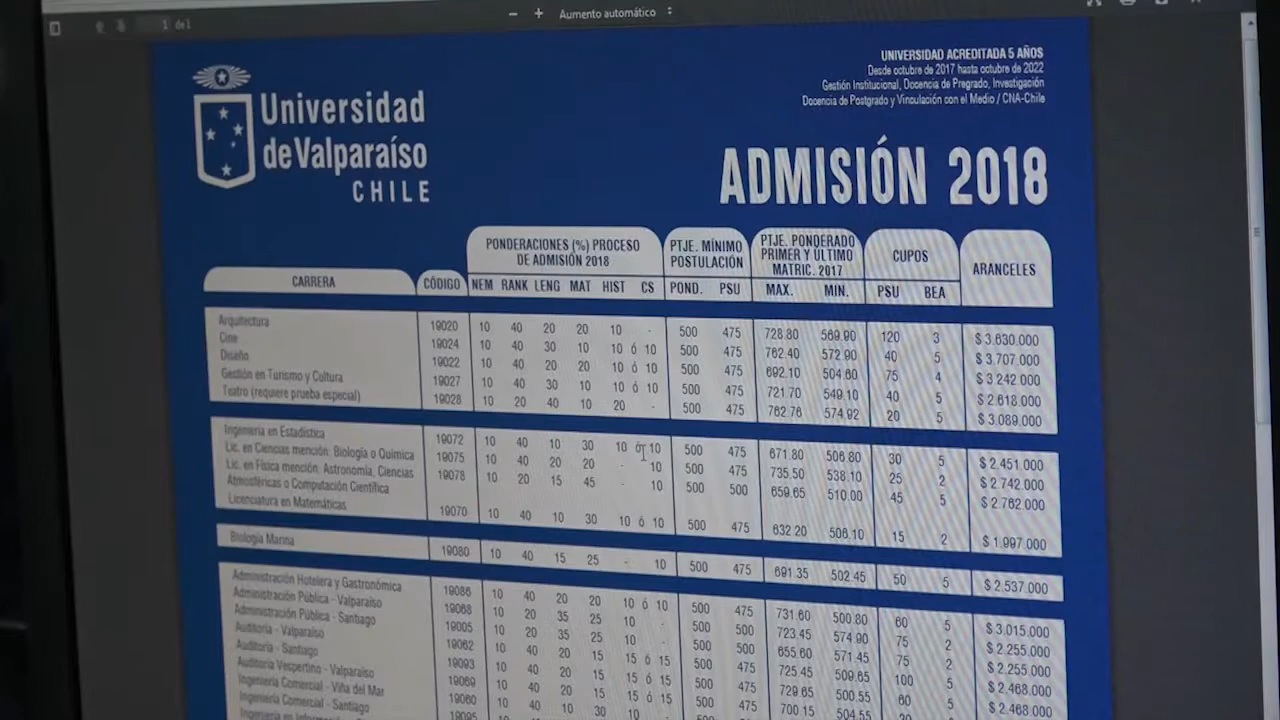 1 de 1
− + Aumento automático
Universidad
de Valparaíso
CHILE
UNIVERSIDAD ACREDITADA 5 AÑOS
Desde octubre de 2017 hasta octubre de 2022
Gestión Institucional, Docencia de Pregrado, Investigación
Docencia de Postgrado y Vinculación con el Medio / CNA-Chile
ADMISIÓN 2018
PONDERACIONES (%) PROCESO DE ADMISIÓN 2018
PTJE. MÍNIMO POSTULACIÓN
PTJE. PONDERADO PRIMER Y ÚLTIMO MATRIC. 2017
CUPOS
ARANCELES
CARRERA CÓDIGO NEM RANK LENG MAT HIST CS POND. PSU MAX. MIN. PSU BEA
Arquitectura 19020 10 40 20 20 10 - 500 475 728.80 569.90 120 3 $ 3.630.000
Cine 19024 10 40 30 10 10 ó 10 500 475 762.40 572.90 40 5 $ 3.707.000
Diseño 19022 10 40 20 20 10 ó 10 500 475 692.10 504.60 75 4 $ 3.242.000
Gestión en Turismo y Cultura 19027 10 40 30 10 10 ó 10 500 475 721.70 549.10 40 5 $ 2.618.000
Teatro (requiere prueba especial) 19028 10 20 40 10 20 - 500 475 762.76 574.92 20 5 $ 3.089.000
Ingeniería en Estadística 19072 10 40 10 30 10 ó 10 500 475 671.80 506.80 30 5 $ 2.451.000
Lic. en Ciencias mención: Biología o Química 19075 10 40 20 20 - 10 500 475 735.50 538.10 25 2 $ 2.742.000
Lic. en Física mención: Astronomía, Ciencias 19078 10 20 15 45 - 10 500 500 659.65 510.00 45 5 $ 2.762.000
Atmosféricas o Computación Científica
Licenciatura en Matemáticas 19070 10 40 10 30 10 ó 10 500 475 632.20 506.10 15 2 $ 1.997.000
Biología Marina 19080 10 40 15 25 - 10 500 475 691.35 502.45 50 5 $ 2.537.000
Administración Hotelera y Gastronómica 19086 10 40 20 20 10 ó 10 500 475 731.60 500.80 60 5 $ 3.015.000
Administración Pública - Valparaíso 19068 10 20 35 25 10 - 500 500 723.45 574.90 75 2 $ 2.255.000
Administración Pública - Santiago 19005 10 20 35 25 10 - 500 500 655.60 571.45 75 2 $ 2.255.000
Auditoría - Valparaíso 19062 10 40 20 15 15 ó 15 500 475 725.45 509.65 100 5 $ 2.468.000
Auditoría - Santiago 19093 10 40 20 15 15 ó 15 500 475 729.65 500.55 60 5 $ 2.468.000
Auditoría Vespertino - Valparaíso 19069 10 40 20 15 15 ó 15 500 475 700.15 504.55
Ingeniería Comercial - Viña del Mar 19060 10 40 10 30 10
Ingeniería Comercial - Santiago 19095